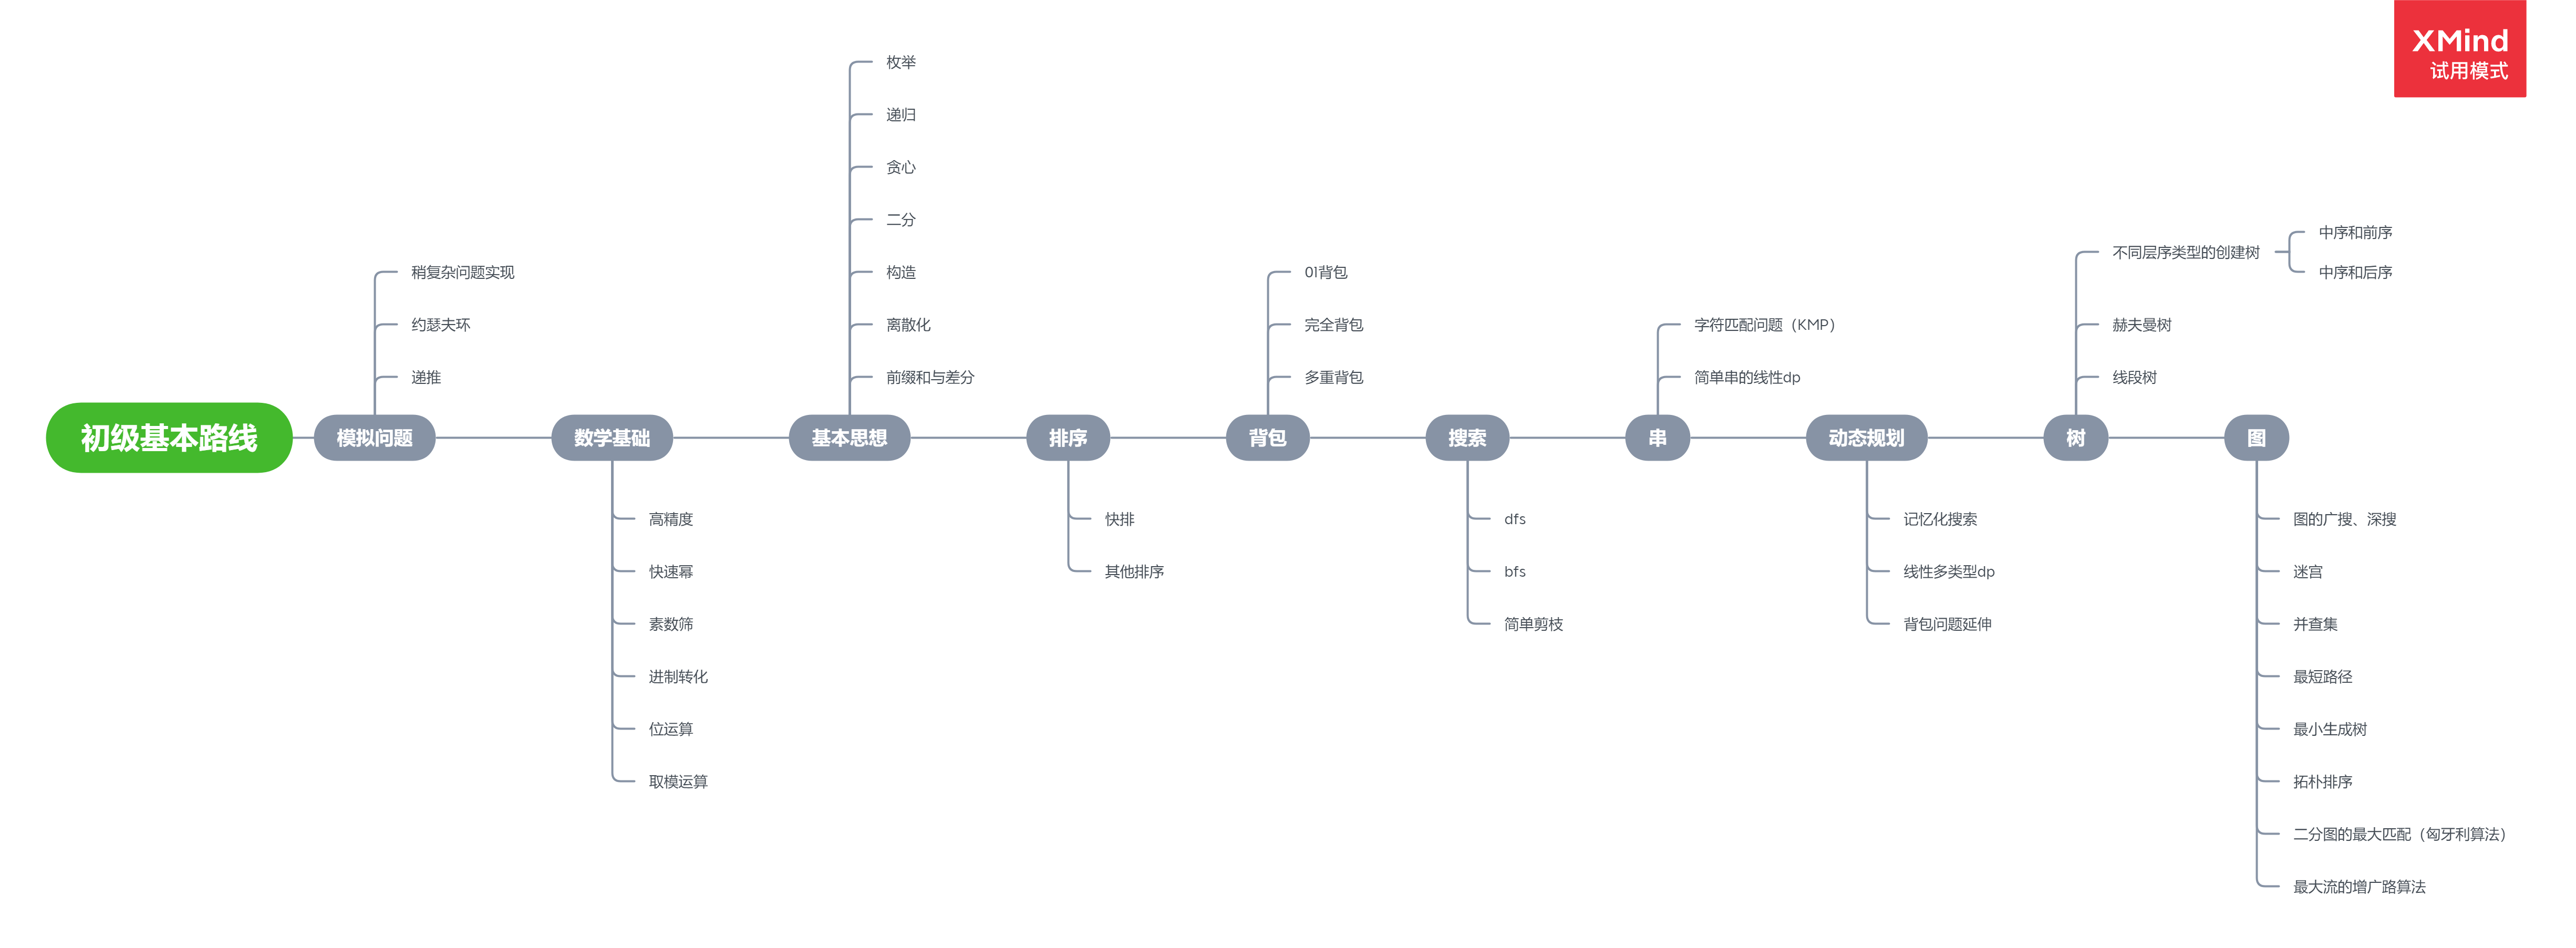 XMind
试用模式
初级基本路线
模拟问题
稍复杂问题实现
约瑟夫环
递推
数学基础
高精度
快速幂
素数筛
进制转化
位运算
取模运算
基本思想
枚举
递归
贪心
二分
构造
离散化
前缀和与差分
排序
快排
其他排序
背包
01背包
完全背包
多重背包
搜索
dfs
bfs
简单剪枝
串
字符匹配问题（KMP）
简单串的线性dp
动态规划
记忆化搜索
线性多类型dp
背包问题延伸
树
不同层序类型的创建树
中序和前序
中序和后序
赫夫曼树
线段树
图
图的广搜、深搜
迷宫
并查集
最短路径
最小生成树
拓朴排序
二分图的最大匹配（匈牙利算法）
最大流的增广路算法